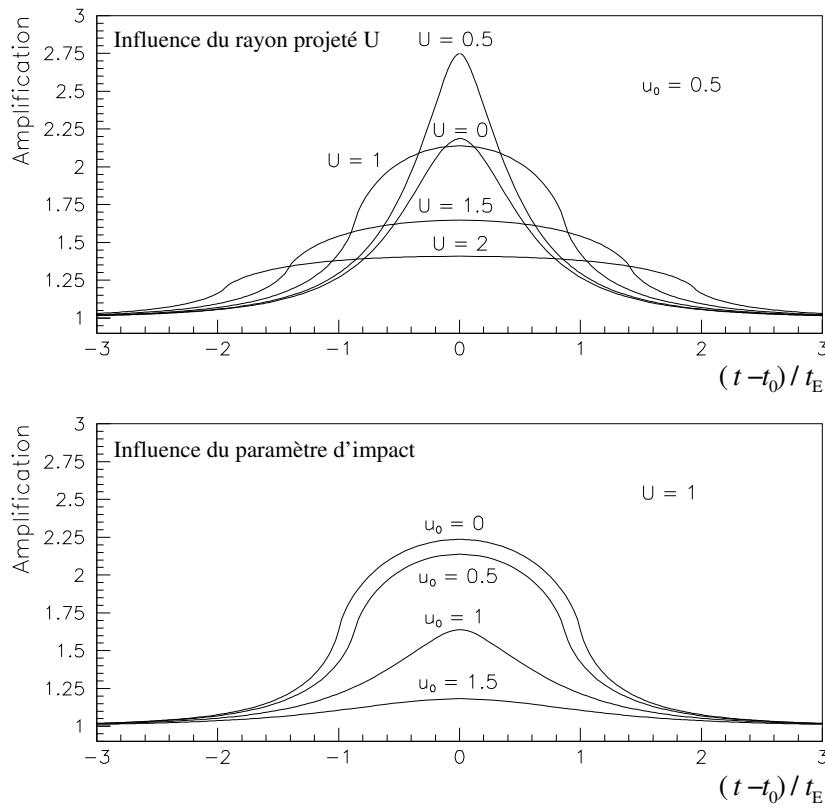 Influence du rayon projeté U
Amplification
U = 0.5
u₀ = 0.5
U = 0
U = 1
U = 1.5
U = 2
3
2.75
2.5
2.25
2
1.75
1.5
1.25
1
−3 −2 −1 0 1 2 3
(t−t₀) / t_E
Influence du paramètre d'impact
Amplification
U = 1
u₀ = 0
u₀ = 0.5
u₀ = 1
u₀ = 1.5
3
2.75
2.5
2.25
2
1.75
1.5
1.25
1
−3 −2 −1 0 1 2 3
(t−t₀) / t_E